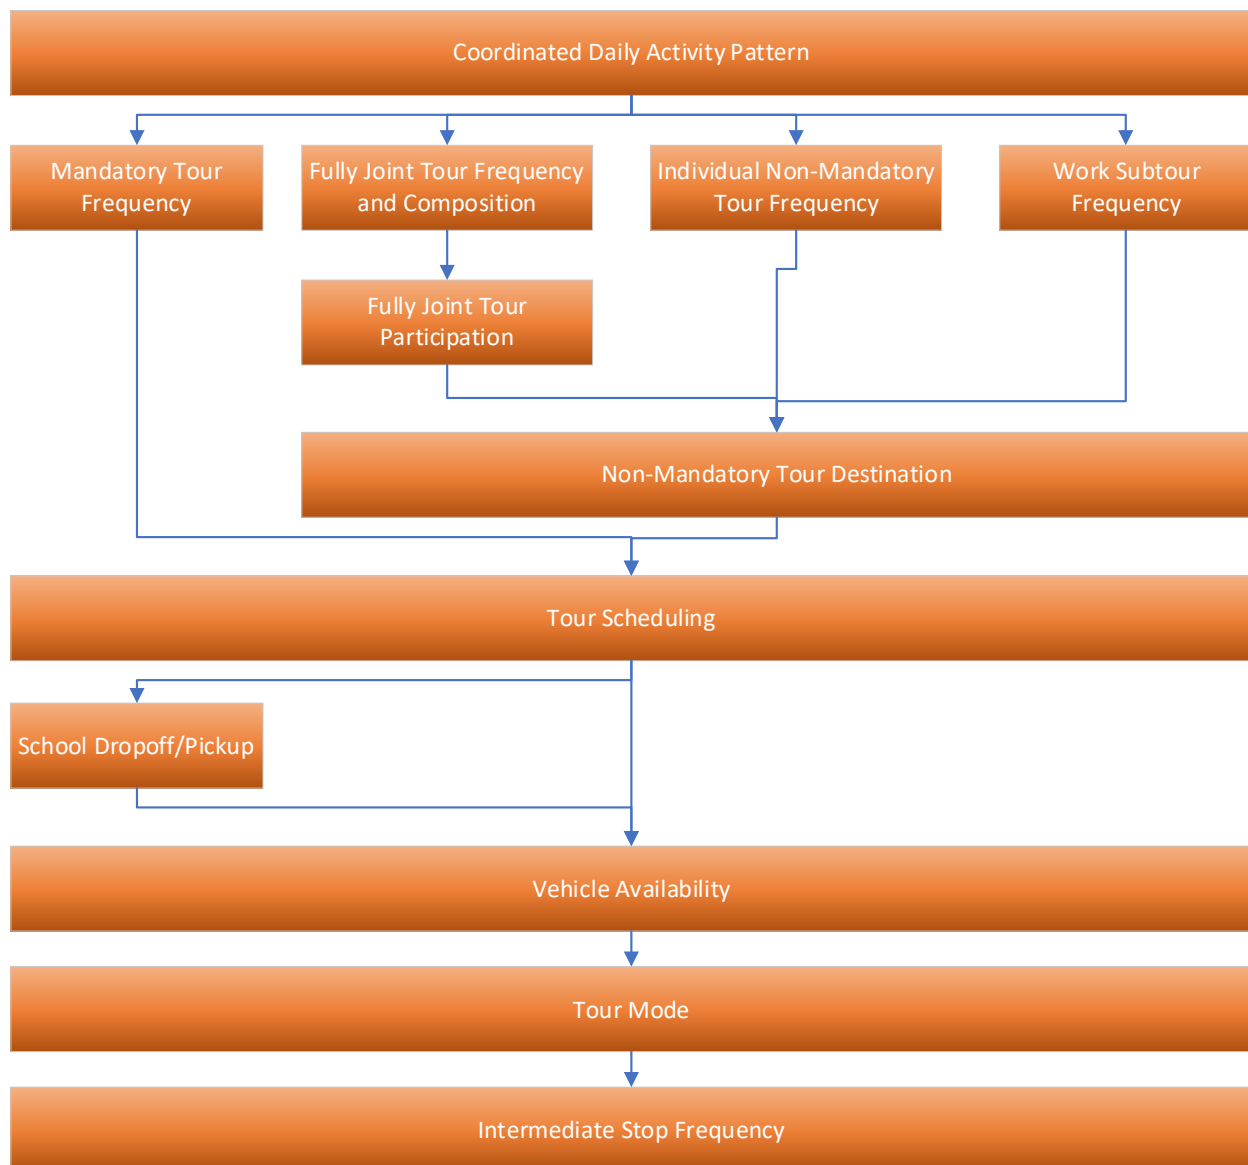 Coordinated Daily Activity Pattern
Mandatory Tour
Frequency
Fully Joint Tour Frequency
and Composition
Individual Non-Mandatory
Tour Frequency
Work Subtour
Frequency
Fully Joint Tour
Participation
Non-Mandatory Tour Destination
Tour Scheduling
School Dropoff/Pickup
Vehicle Availability
Tour Mode
Intermediate Stop Frequency